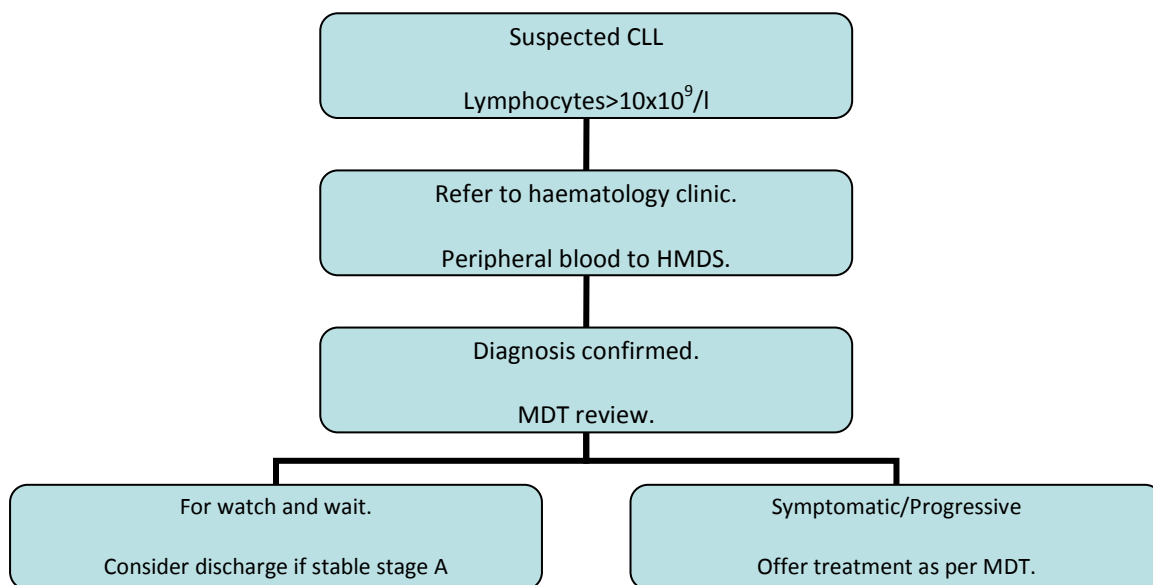 Suspected CLL
Lymphocytes>10x10⁹/l
Refer to haematology clinic.
Peripheral blood to HMDS.
Diagnosis confirmed.
MDT review.
For watch and wait.
Consider discharge if stable stage A
Symptomatic/Progressive
Offer treatment as per MDT.